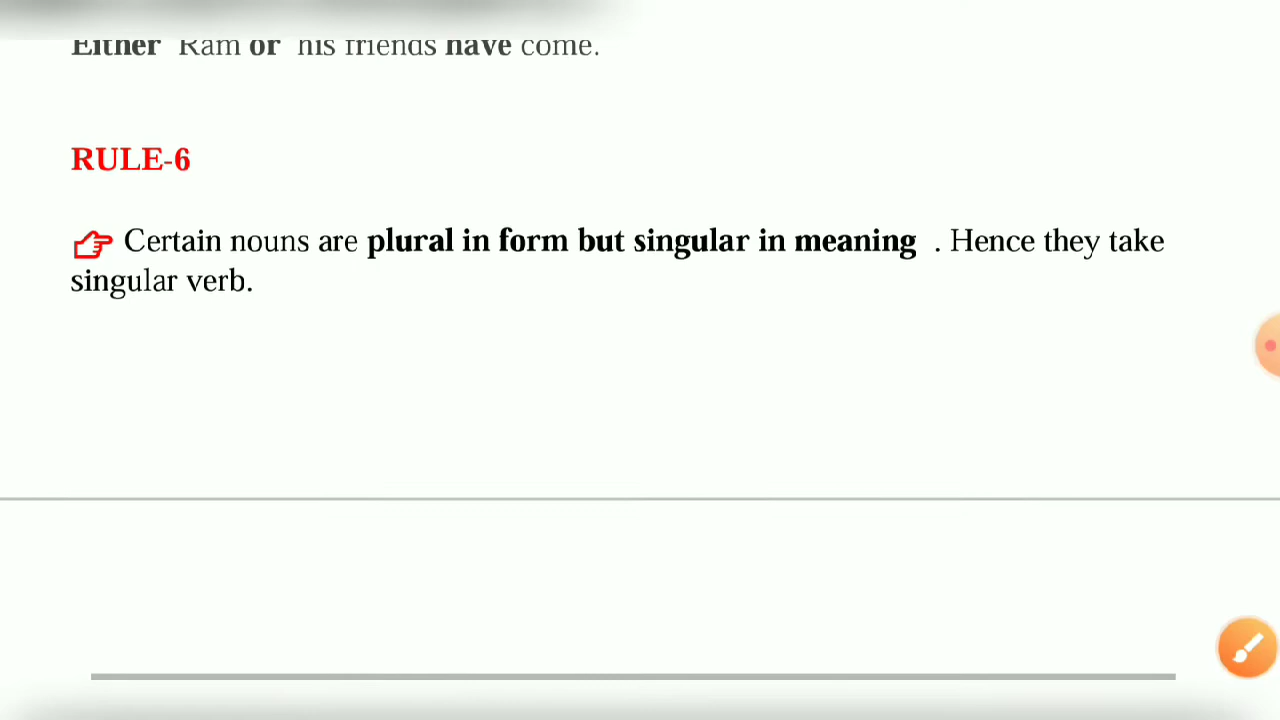 Either Ram or his friends have come.
RULE-6
Certain nouns are plural in form but singular in meaning . Hence they take
singular verb.